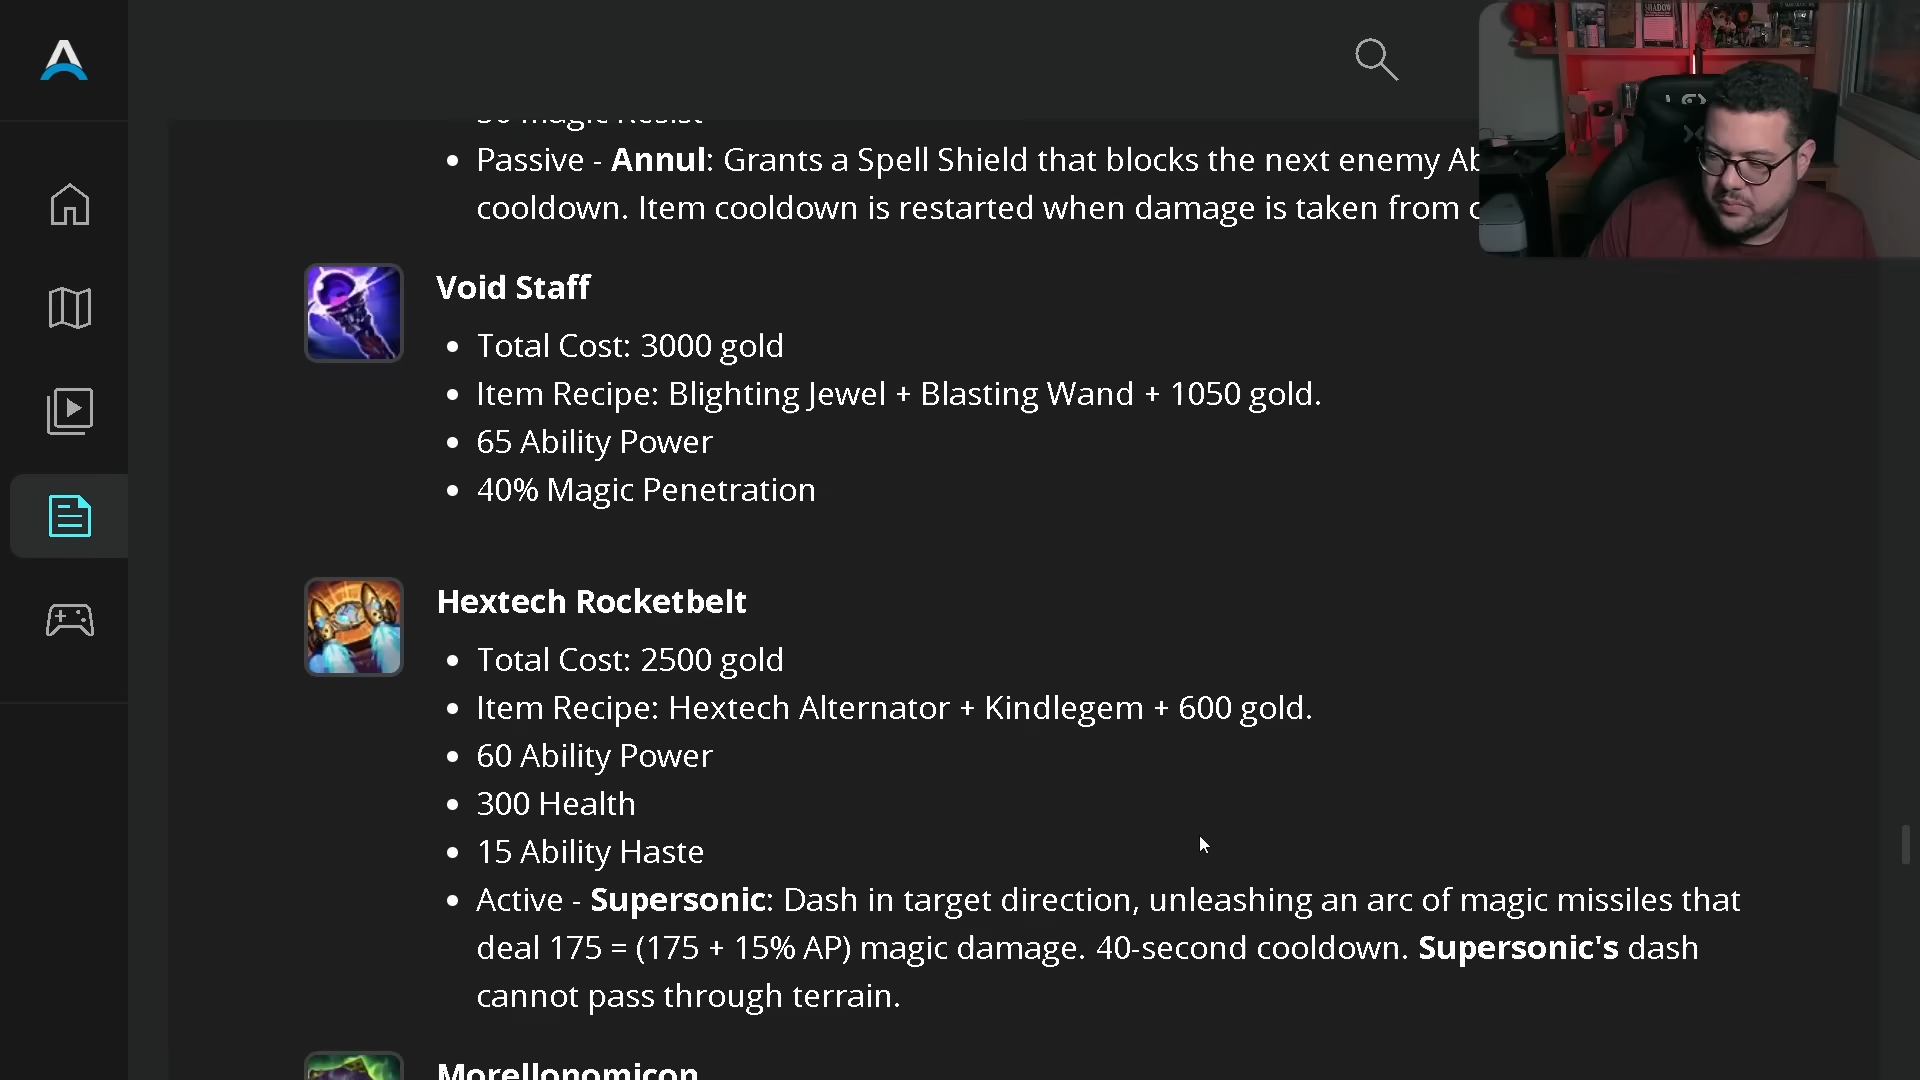 30 Magic Resist
Passive - Annul: Grants a Spell Shield that blocks the next enemy
cooldown. Item cooldown is restarted when damage is taken from
Void Staff
Total Cost: 3000 gold
Item Recipe: Blighting Jewel + Blasting Wand + 1050 gold.
65 Ability Power
40% Magic Penetration
Hextech Rocketbelt
Total Cost: 2500 gold
Item Recipe: Hextech Alternator + Kindlegem + 600 gold.
60 Ability Power
300 Health
15 Ability Haste
Active - Supersonic: Dash in target direction, unleashing an arc of magic missiles that
deal 175 = (175 + 15% AP) magic damage. 40-second cooldown. Supersonic's dash
cannot pass through terrain.
Morellonomicon
SHADOW